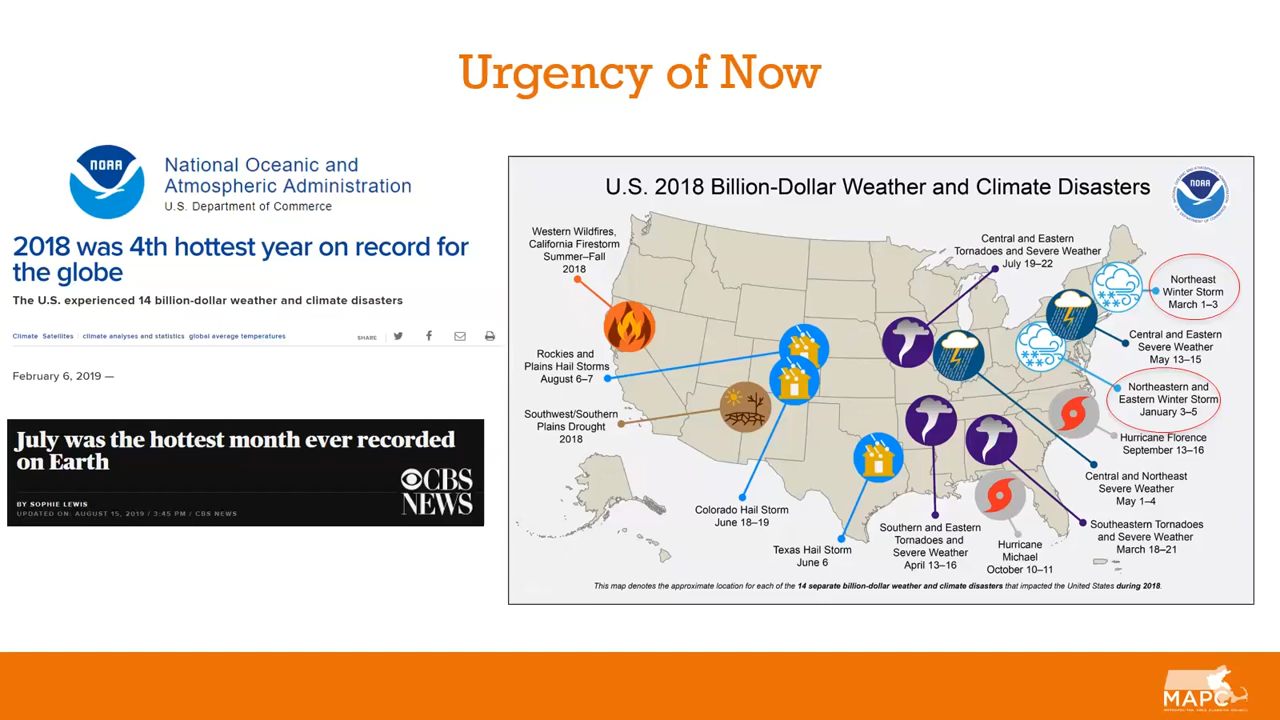 Urgency of Now
NOAA
National Oceanic and
Atmospheric Administration
U.S. Department of Commerce
2018 was 4th hottest year on record for
the globe
The U.S. experienced 14 billion-dollar weather and climate disasters
Climate Satellites climate analyses and statistics global average temperatures
SHARE
February 6, 2019 —
July was the hottest month ever recorded
on Earth
BY SOPHIE LEWIS
UPDATED ON: AUGUST 15, 2019 / 3:45 PM / CBS NEWS
CBS
NEWS
U.S. 2018 Billion-Dollar Weather and Climate Disasters
NOAA
Western Wildfires,
California Firestorm
Summer–Fall
2018
Central and Eastern
Tornadoes and Severe Weather
July 19–22
Northeast
Winter Storm
March 1–3
Central and Eastern
Severe Weather
May 13–15
Rockies and
Plains Hail Storms
August 6–7
Northeastern and
Eastern Winter Storm
January 3–5
Southwest/Southern
Plains Drought
2018
Hurricane Florence
September 13–16
Central and Northeast
Severe Weather
May 1–4
Colorado Hail Storm
June 18–19
Texas Hail Storm
June 6
Southern and Eastern
Tornadoes and
Severe Weather
April 13–16
Hurricane
Michael
October 10–11
Southeastern Tornadoes
and Severe Weather
March 18–21
This map denotes the approximate location for each of the 14 separate billion-dollar weather and climate disasters that impacted the United States during 2018.
MAPC